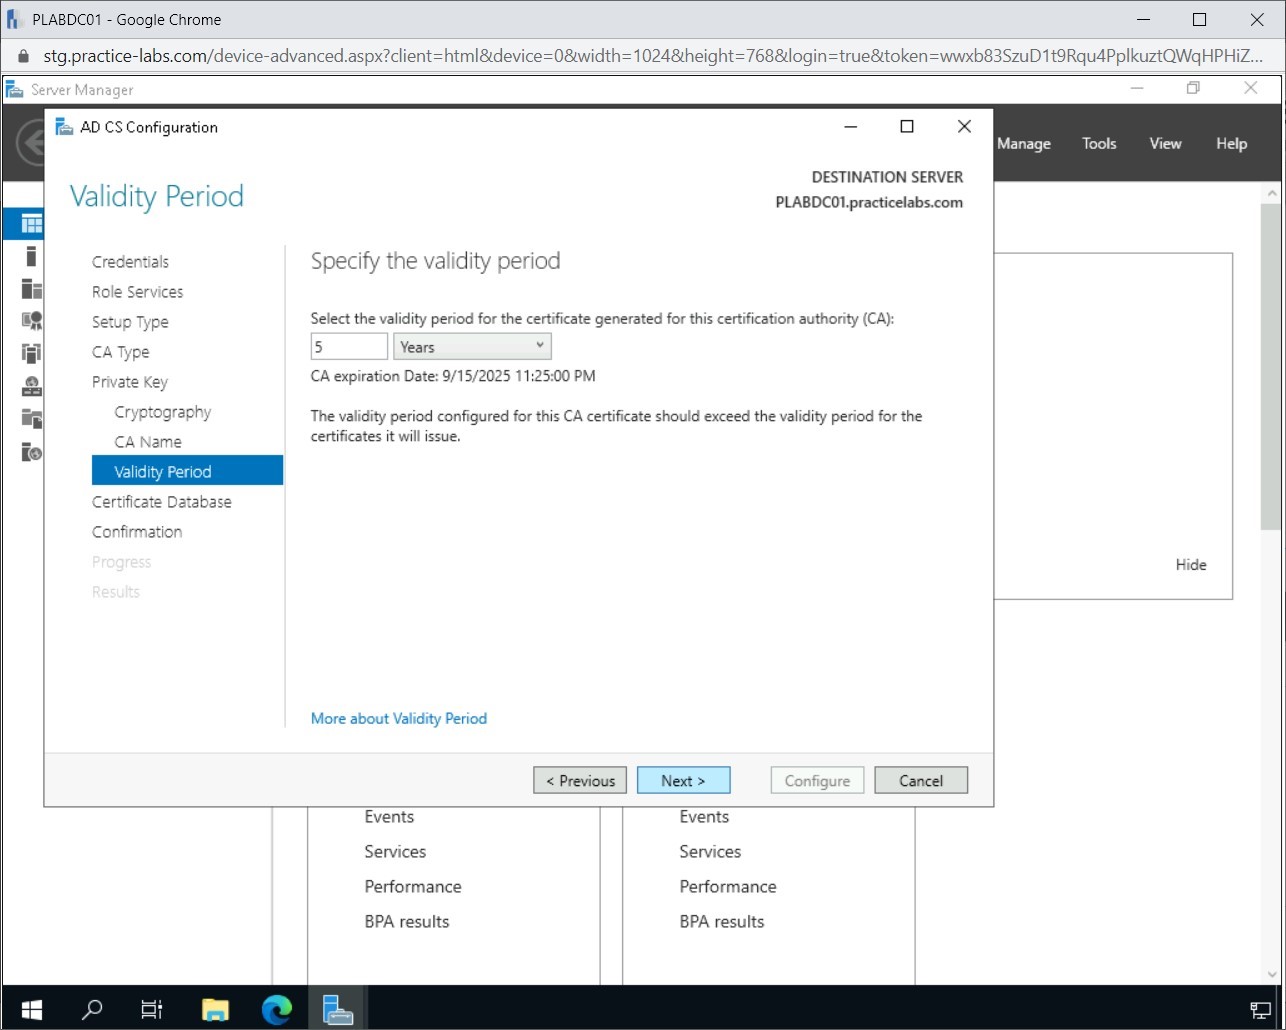 PLABDC01 - Google Chrome
stg.practice-labs.com/device-advanced.aspx?client=html&device=0&width=1024&height=768&login=true&token=wwxb83SzuD1t9Rqu4PplkuztQWqHPHiZ...
Server Manager
Manage Tools View Help
AD CS Configuration
Validity Period
DESTINATION SERVER
PLABDC01.practicelabs.com
Credentials
Role Services
Setup Type
CA Type
Private Key
Cryptography
CA Name
Validity Period
Certificate Database
Confirmation
Progress
Results
Specify the validity period
Select the validity period for the certificate generated for this certification authority (CA):
5 Years
CA expiration Date: 9/15/2025 11:25:00 PM
The validity period configured for this CA certificate should exceed the validity period for the
certificates it will issue.
More about Validity Period
Hide
< Previous Next > Configure Cancel
Events Events
Services Services
Performance Performance
BPA results BPA results